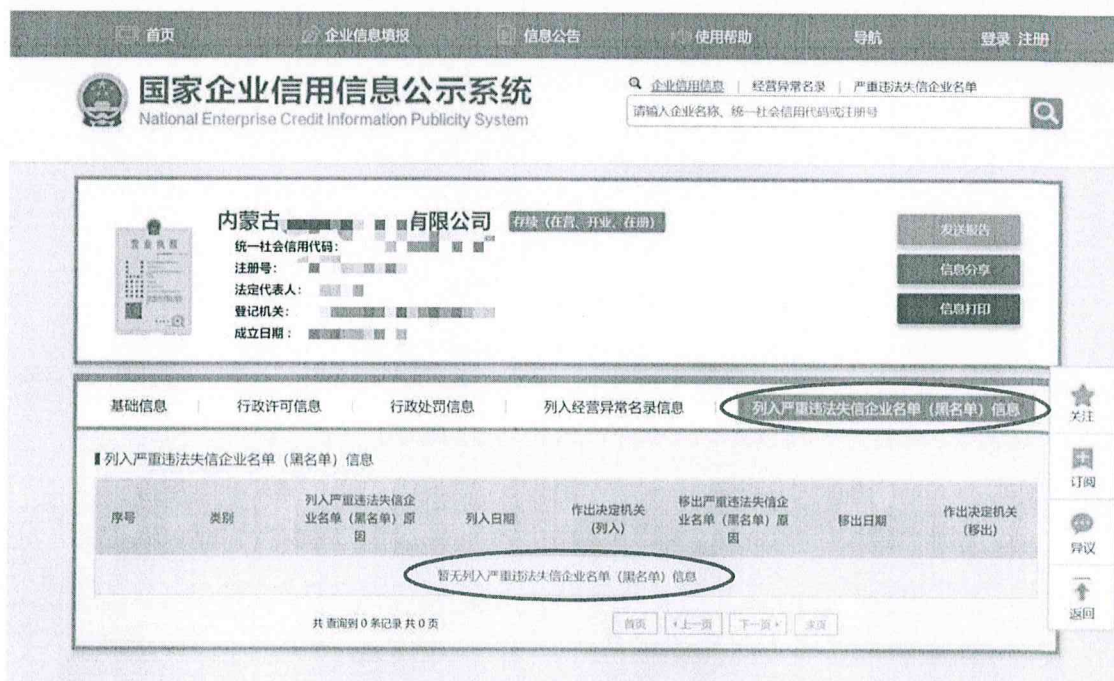 首页 企业信息填报 信息公告 使用帮助 导航 登录 注册
国家企业信用信息公示系统
National Enterprise Credit Information Publicity System
企业信用信息 | 经营异常名录 | 严重违法失信企业名单
请输入企业名称、统一社会信用代码或注册号
内蒙古 有限公司 存续（在营、开业、在册）
营业执照
统一社会信用代码：
注册号：
法定代表人：
登记机关：
成立日期：
发送报告
信息分享
信息打印
基础信息 | 行政许可信息 | 行政处罚信息 | 列入经营异常名录信息 | 列入严重违法失信企业名单（黑名单）信息
列入严重违法失信企业名单（黑名单）信息
序号 类别 列入严重违法失信企业名单（黑名单）原因 列入日期 作出决定机关(列入) 移出严重违法失信企业名单（黑名单）原因 移出日期 作出决定机关(移出)
暂无列入严重违法失信企业名单（黑名单）信息
共 查询到 0 条记录 共 0 页 首页 上一页 下一页 末页
关注
订阅
异议
返回